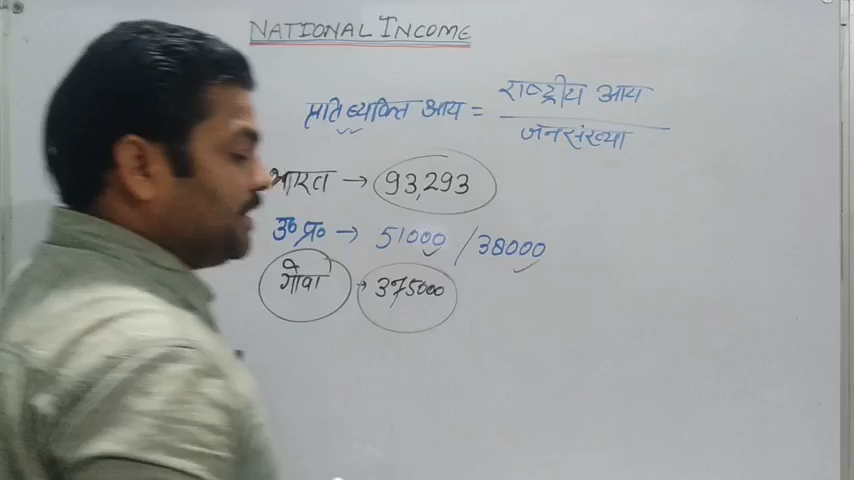 NATIONAL INCOME
प्रति व्यक्ति आय = राष्ट्रीय आय
जनसंख्या
भारत → 93,293
उ० प्र० → 51000 / 38000
गोवा → 375000